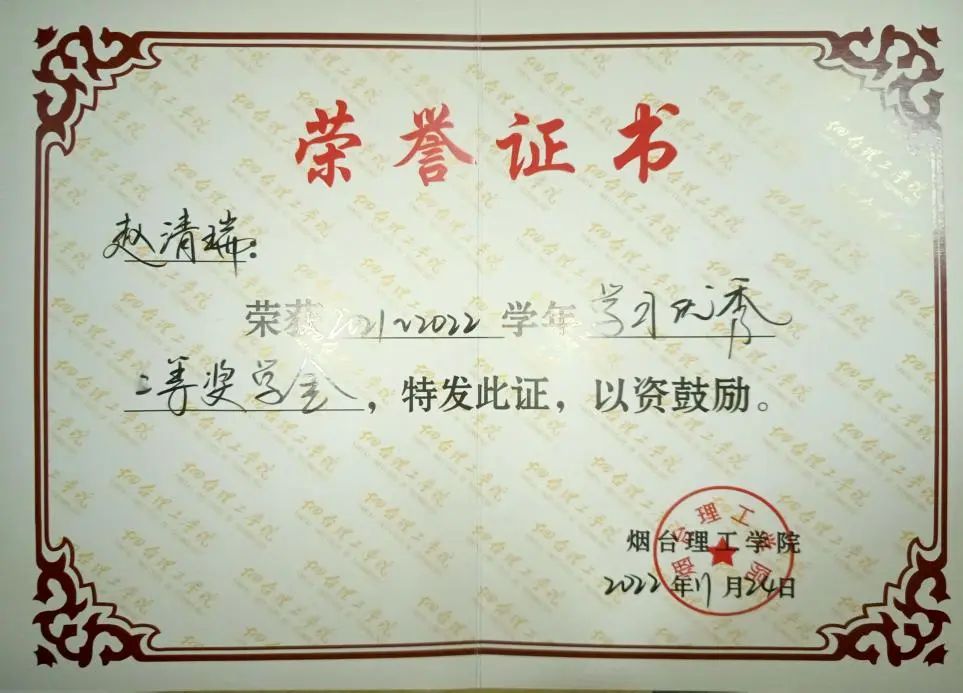 荣誉证书
赵清瑞：
荣获2021~2022学年学习优秀
二等奖学金，特发此证，以资鼓励。
烟台理工学院
2022年11月24日